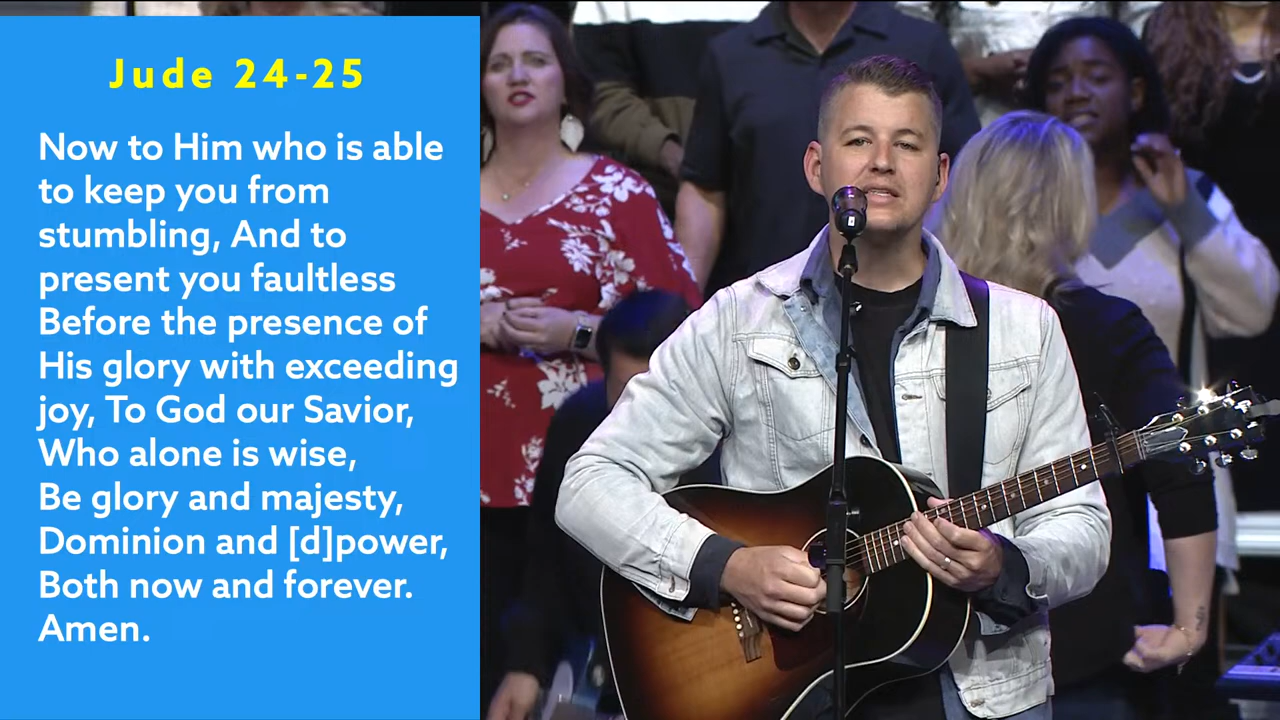 Jude 24-25
Now to Him who is able
to keep you from
stumbling, And to
present you faultless
Before the presence of
His glory with exceeding
joy, To God our Savior,
Who alone is wise,
Be glory and majesty,
Dominion and [d]power,
Both now and forever.
Amen.